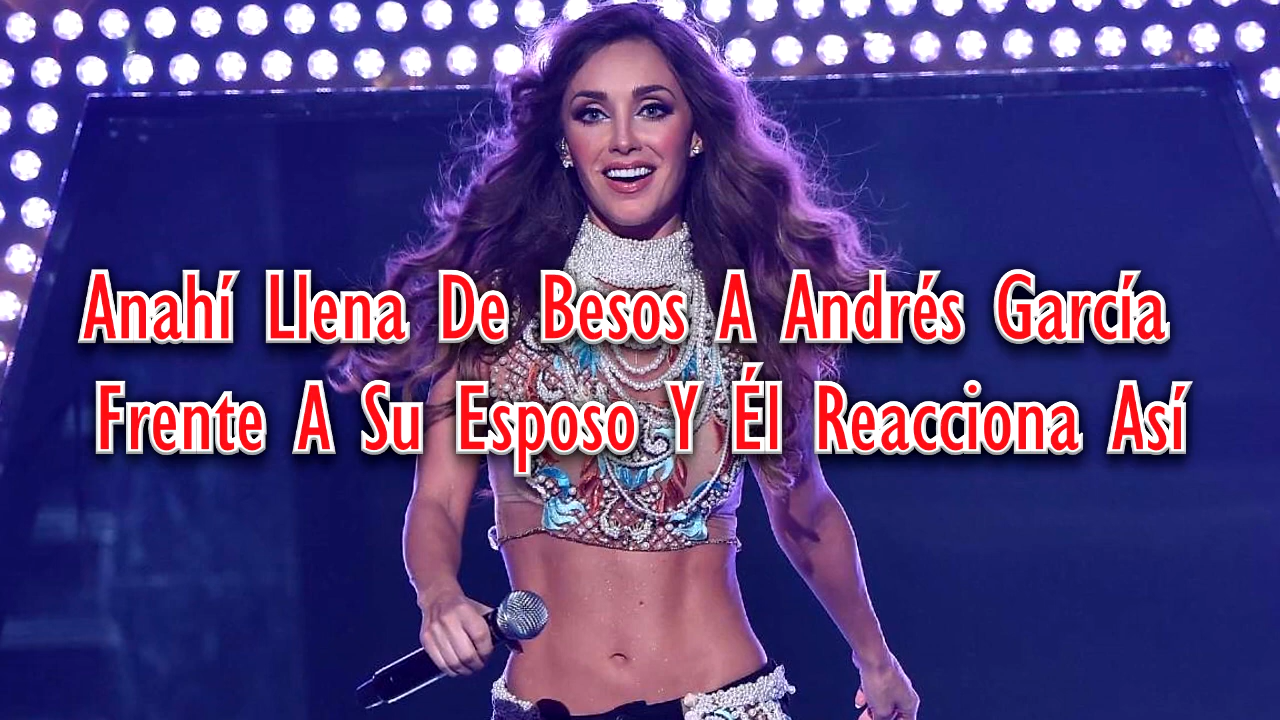 Anahí Llena De Besos A Andrés García
Frente A Su Esposo Y Él Reacciona Así